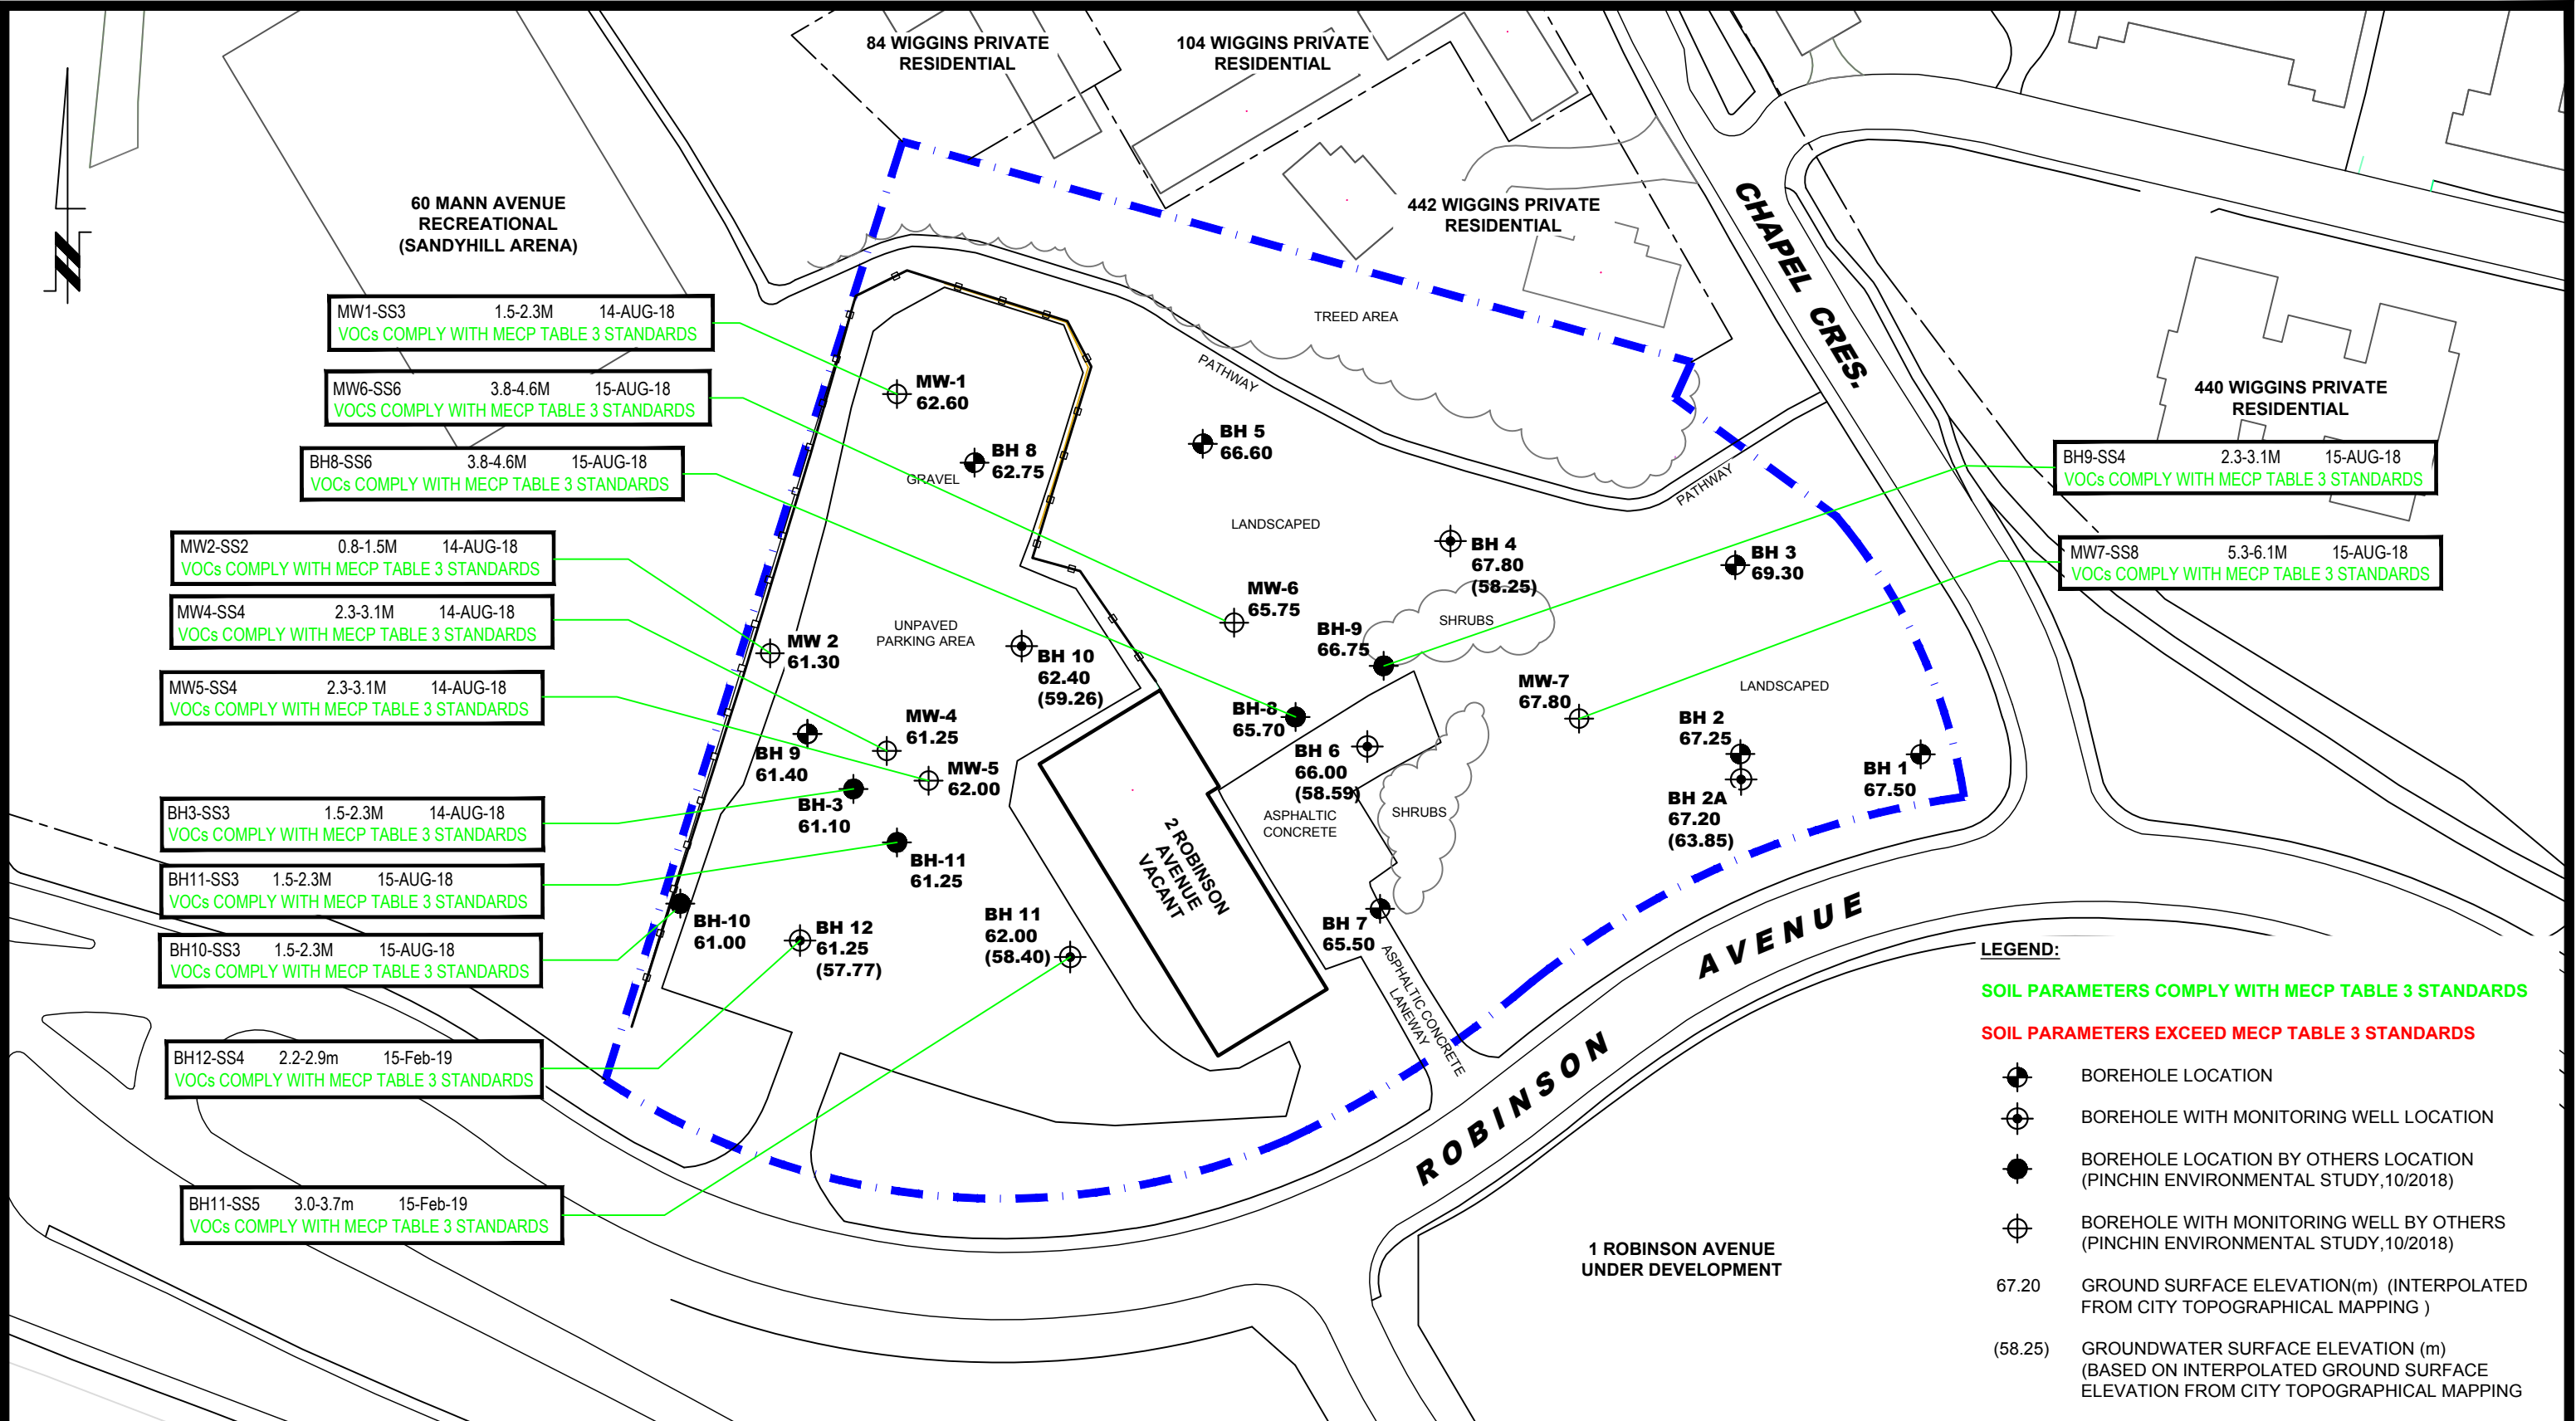 84 WIGGINS PRIVATE
RESIDENTIAL
104 WIGGINS PRIVATE
RESIDENTIAL
60 MANN AVENUE
RECREATIONAL
(SANDYHILL ARENA)
442 WIGGINS PRIVATE
RESIDENTIAL
CHAPEL CRES.
440 WIGGINS PRIVATE
RESIDENTIAL
TREED AREA
PATHWAY
PATHWAY
MW1-SS3 1.5-2.3M 14-AUG-18
VOCs COMPLY WITH MECP TABLE 3 STANDARDS
MW6-SS6 3.8-4.6M 15-AUG-18
VOCS COMPLY WITH MECP TABLE 3 STANDARDS
BH8-SS6 3.8-4.6M 15-AUG-18
VOCs COMPLY WITH MECP TABLE 3 STANDARDS
MW2-SS2 0.8-1.5M 14-AUG-18
VOCs COMPLY WITH MECP TABLE 3 STANDARDS
MW4-SS4 2.3-3.1M 14-AUG-18
VOCs COMPLY WITH MECP TABLE 3 STANDARDS
MW5-SS4 2.3-3.1M 14-AUG-18
VOCs COMPLY WITH MECP TABLE 3 STANDARDS
BH3-SS3 1.5-2.3M 14-AUG-18
VOCs COMPLY WITH MECP TABLE 3 STANDARDS
BH11-SS3 1.5-2.3M 15-AUG-18
VOCs COMPLY WITH MECP TABLE 3 STANDARDS
BH10-SS3 1.5-2.3M 15-AUG-18
VOCs COMPLY WITH MECP TABLE 3 STANDARDS
BH12-SS4 2.2-2.9m 15-Feb-19
VOCs COMPLY WITH MECP TABLE 3 STANDARDS
BH11-SS5 3.0-3.7m 15-Feb-19
VOCs COMPLY WITH MECP TABLE 3 STANDARDS
BH9-SS4 2.3-3.1M 15-AUG-18
VOCs COMPLY WITH MECP TABLE 3 STANDARDS
MW7-SS8 5.3-6.1M 15-AUG-18
VOCs COMPLY WITH MECP TABLE 3 STANDARDS
MW-1
62.60
BH 8
62.75
GRAVEL
BH 5
66.60
LANDSCAPED
BH 4
67.80
(58.25)
BH 3
69.30
MW-6
65.75
BH-9
66.75
SHRUBS
UNPAVED
PARKING AREA
MW 2
61.30
BH 10
62.40
(59.26)
MW-7
67.80
LANDSCAPED
BH-8
65.70
MW-4
61.25
BH 9
61.40
MW-5
62.00
BH 6
66.00
(58.59)
BH 2
67.25
BH 1
67.50
BH 2A
67.20
(63.85)
BH-3
61.10
ASPHALTIC
CONCRETE
SHRUBS
BH-11
61.25
2 ROBINSON
AVENUE
VACANT
BH-10
61.00
BH 12
61.25
(57.77)
BH 11
62.00
(58.40)
BH 7
65.50
ASPHALTIC CONCRETE
LANEWAY
ROBINSON AVENUE
1 ROBINSON AVENUE
UNDER DEVELOPMENT
LEGEND:
SOIL PARAMETERS COMPLY WITH MECP TABLE 3 STANDARDS
SOIL PARAMETERS EXCEED MECP TABLE 3 STANDARDS
BOREHOLE LOCATION
BOREHOLE WITH MONITORING WELL LOCATION
BOREHOLE LOCATION BY OTHERS LOCATION
(PINCHIN ENVIRONMENTAL STUDY,10/2018)
BOREHOLE WITH MONITORING WELL BY OTHERS
(PINCHIN ENVIRONMENTAL STUDY,10/2018)
67.20 GROUND SURFACE ELEVATION(m) (INTERPOLATED
FROM CITY TOPOGRAPHICAL MAPPING )
(58.25) GROUNDWATER SURFACE ELEVATION (m)
(BASED ON INTERPOLATED GROUND SURFACE
ELEVATION FROM CITY TOPOGRAPHICAL MAPPING